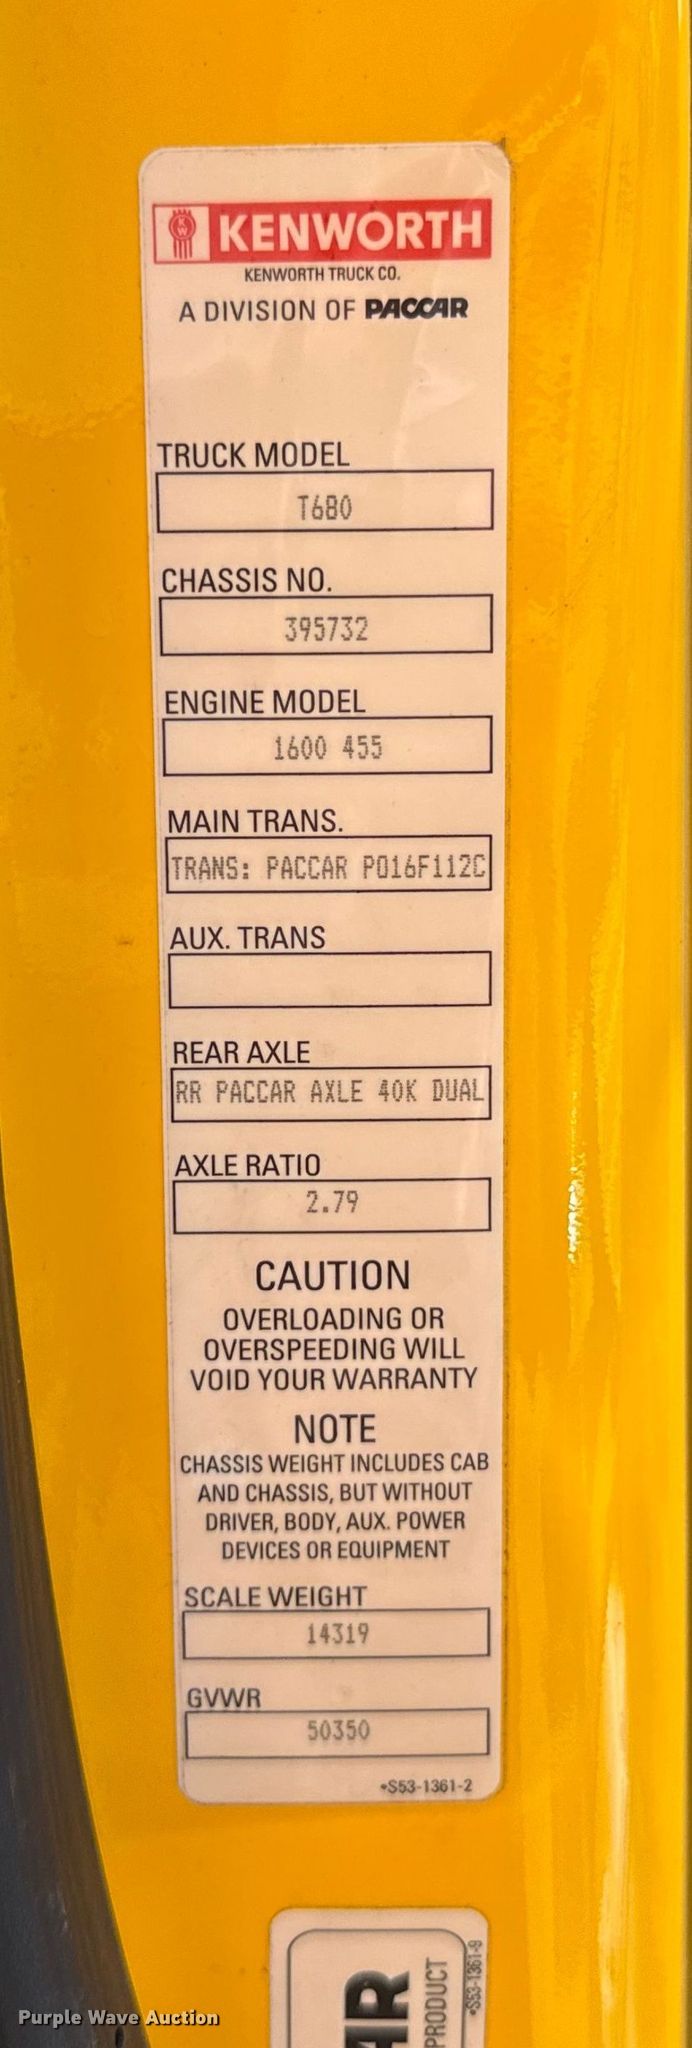 KW KENWORTH
KENWORTH TRUCK CO.
A DIVISION OF PACCAR
TRUCK MODEL
T680
CHASSIS NO.
395732
ENGINE MODEL
1600 455
MAIN TRANS.
TRANS: PACCAR PO16F112C
AUX. TRANS
REAR AXLE
RR PACCAR AXLE 40K DUAL
AXLE RATIO
2.79
CAUTION
OVERLOADING OR
OVERSPEEDING WILL
VOID YOUR WARRANTY
NOTE
CHASSIS WEIGHT INCLUDES CAB
AND CHASSIS, BUT WITHOUT
DRIVER, BODY, AUX. POWER
DEVICES OR EQUIPMENT
SCALE WEIGHT
14319
GVWR
50350
*S53-1361-2
AR
PRODUCT
*S53-1361-9
Purple Wave Auction